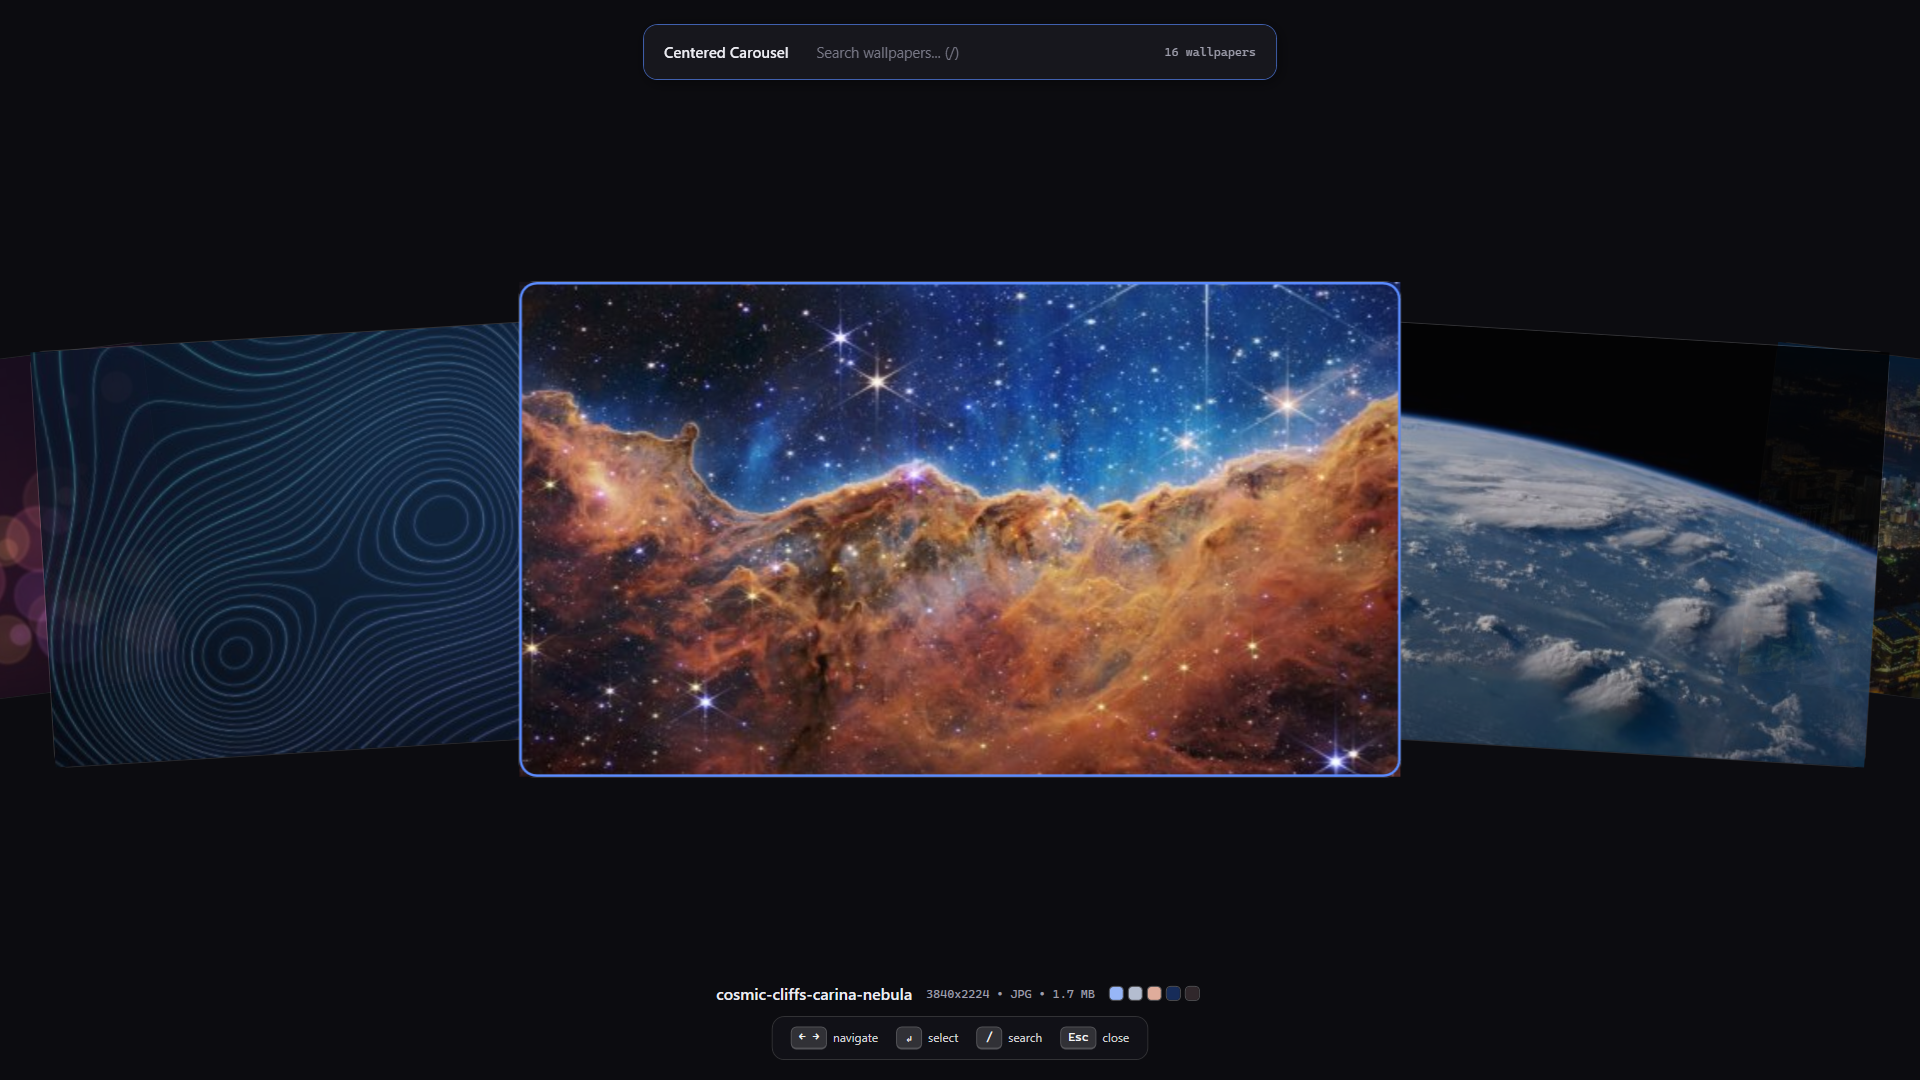 Centered Carousel Search wallpapers... (/) 16 wallpapers
cosmic-cliffs-carina-nebula 3840x2224 • JPG • 1.7 MB
← → navigate ↲ select / search Esc close